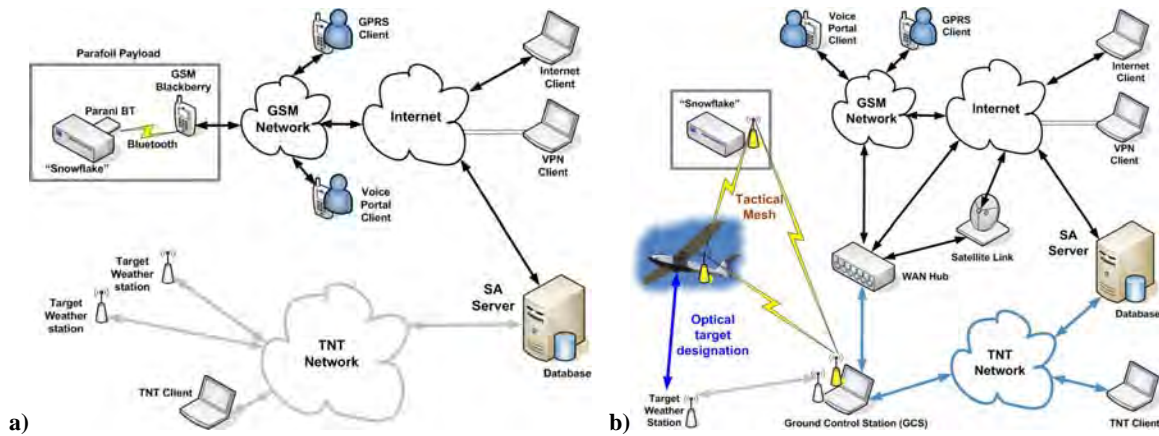 Parafoil Payload
GSM
Blackberry
Parani BT
Bluetooth
"Snowflake"
GPRS
Client
GSM
Network
Voice
Portal
Client
Internet
Internet
Client
VPN
Client
Target
Weather
station
Target
Weather
station
TNT
Network
TNT Client
SA
Server
Database
a)
Voice
Portal
Client
GPRS
Client
GSM
Network
Internet
Internet
Client
VPN
Client
"Snowflake"
Tactical
Mesh
Satellite Link
WAN Hub
SA
Server
Database
Optical
target
designation
TNT
Network
Target
Weather
Station
Ground Control Station (GCS)
TNT Client
b)